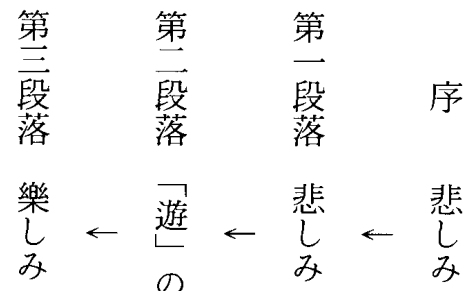 序　悲しみ
←
第一段落　悲しみ
←
第二段落　「遊」の
←
第三段落　樂しみ